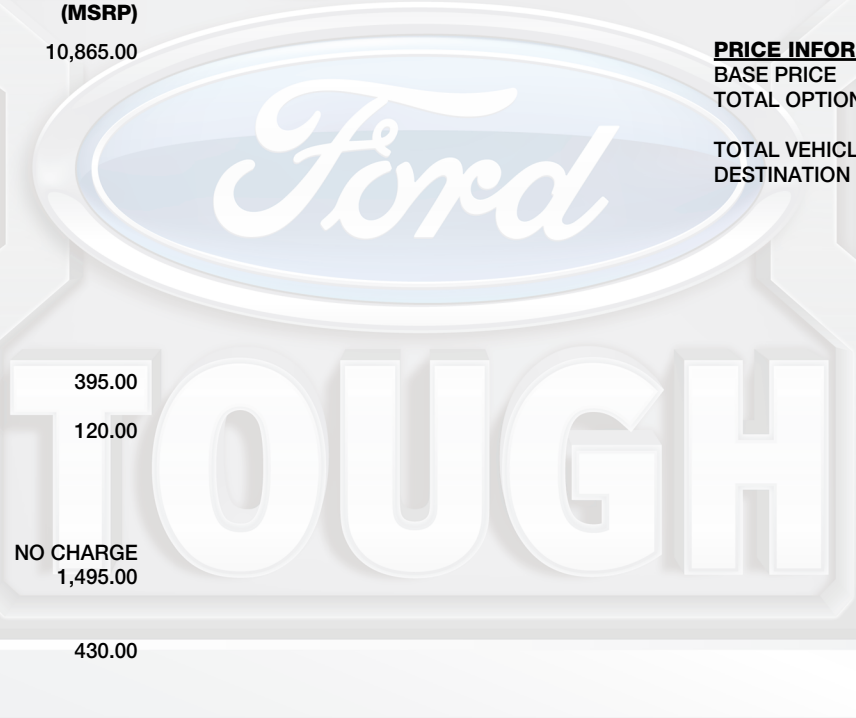 (MSRP)
10,865.00
PRICE INFOR
BASE PRICE
TOTAL OPTION
TOTAL VEHICL
DESTINATION
Ford
TOUGH
395.00
120.00
NO CHARGE
1,495.00
430.00